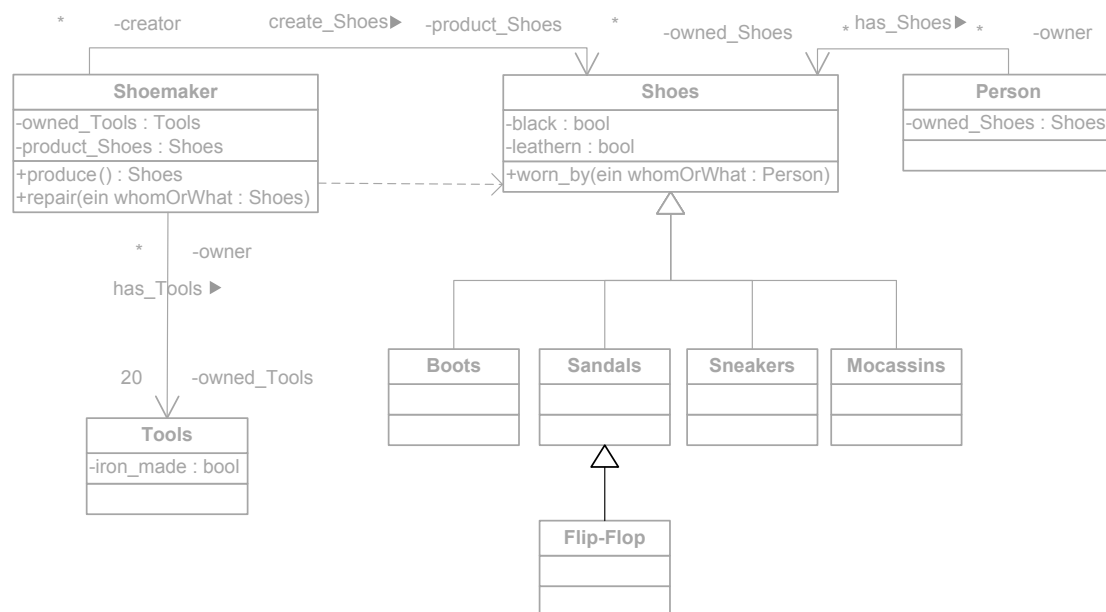 * -creator create_Shoes▶ -product_Shoes * -owned_Shoes * has_Shoes▶ * -owner
Shoemaker
-owned_Tools : Tools
-product_Shoes : Shoes
+produce() : Shoes
+repair(ein whomOrWhat : Shoes)
Shoes
-black : bool
-leathern : bool
+worn_by(ein whomOrWhat : Person)
Person
-owned_Shoes : Shoes
* -owner
has_Tools ▶
20 -owned_Tools
Tools
-iron_made : bool
Boots
Sandals
Sneakers
Mocassins
Flip-Flop